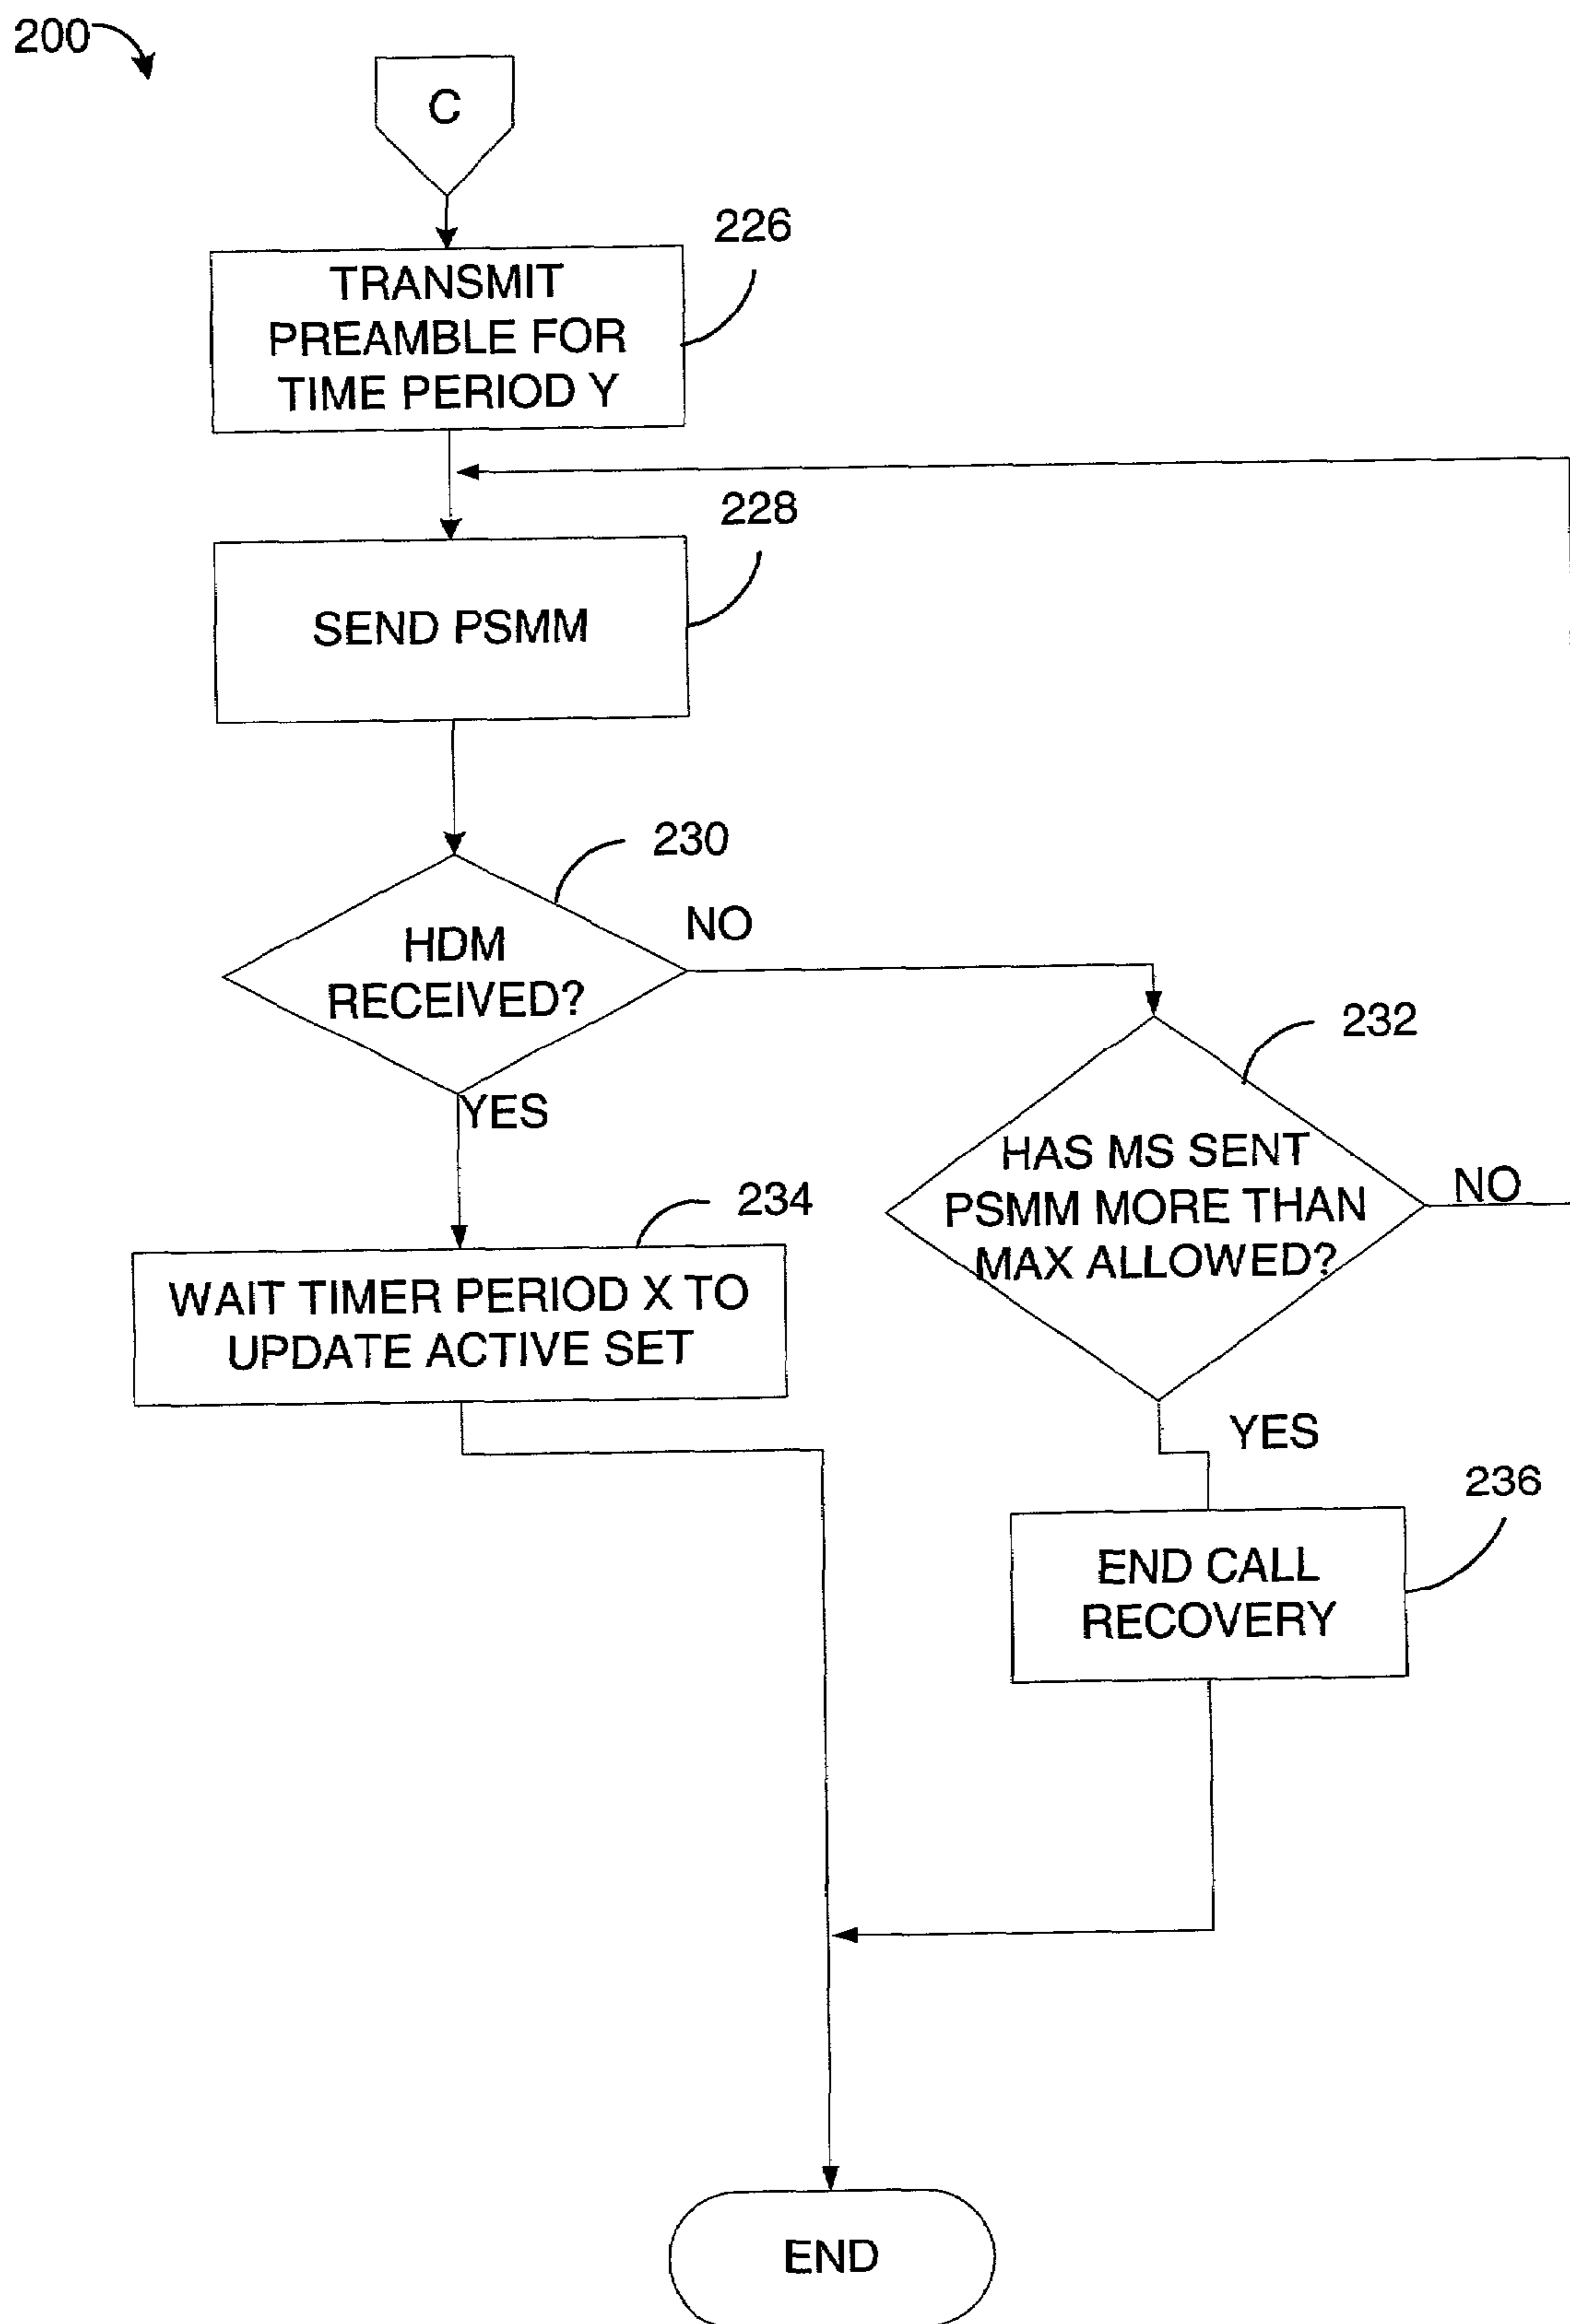 200
C
226
TRANSMIT
PREAMBLE FOR
TIME PERIOD Y
228
SEND PSMM
230
HDM
RECEIVED?
NO
232
HAS MS SENT
PSMM MORE THAN
MAX ALLOWED?
NO
YES
234
WAIT TIMER PERIOD X TO
UPDATE ACTIVE SET
YES
236
END CALL
RECOVERY
END